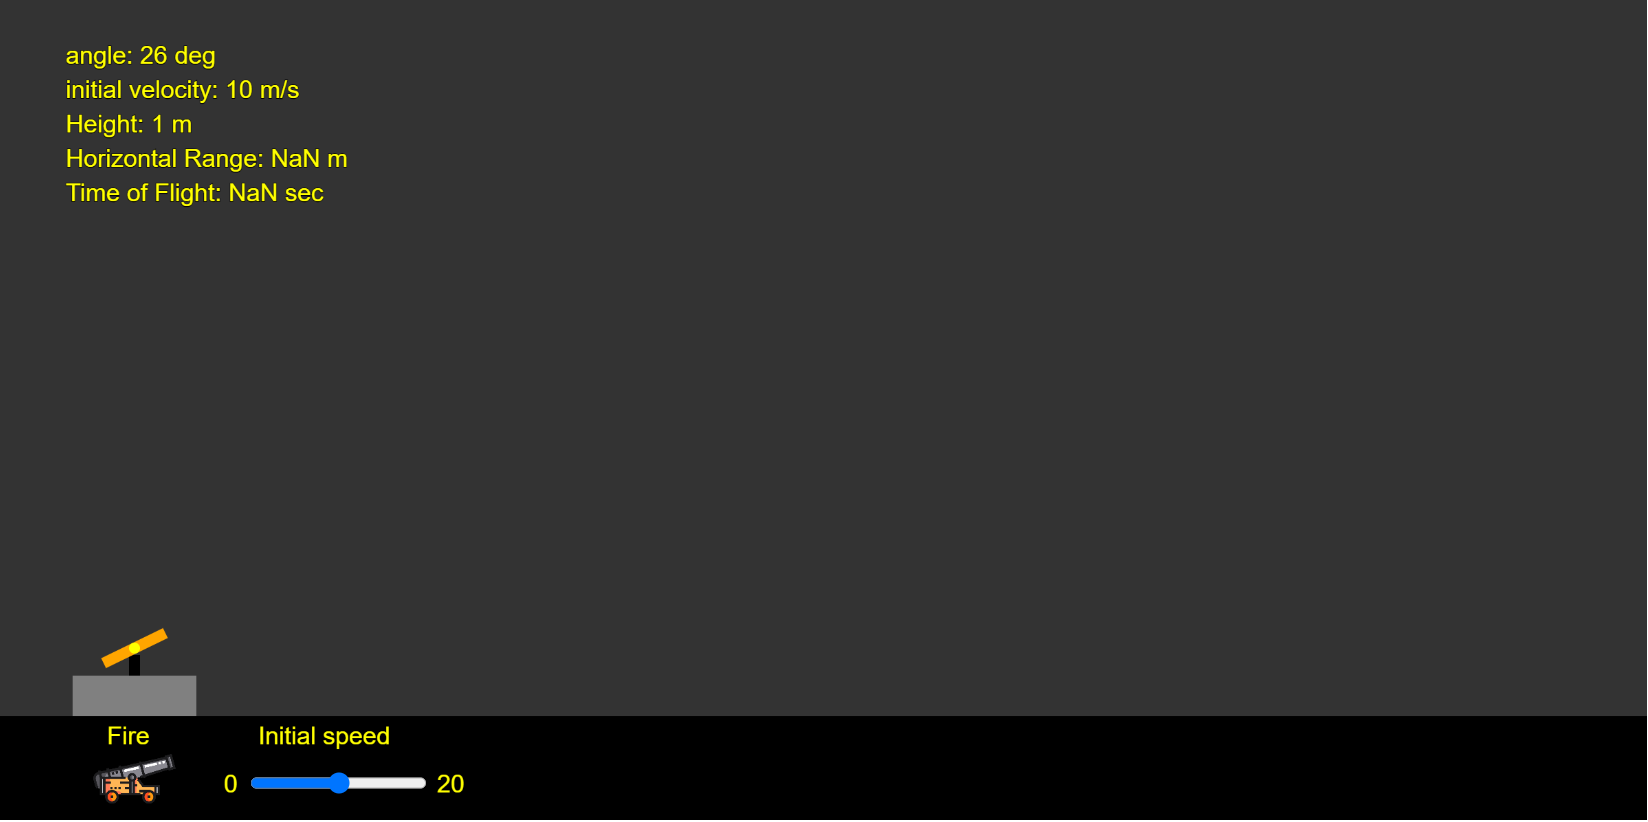 angle: 26 deg
initial velocity: 10 m/s
Height: 1 m
Horizontal Range: NaN m
Time of Flight: NaN sec
Fire
Initial speed
0
20